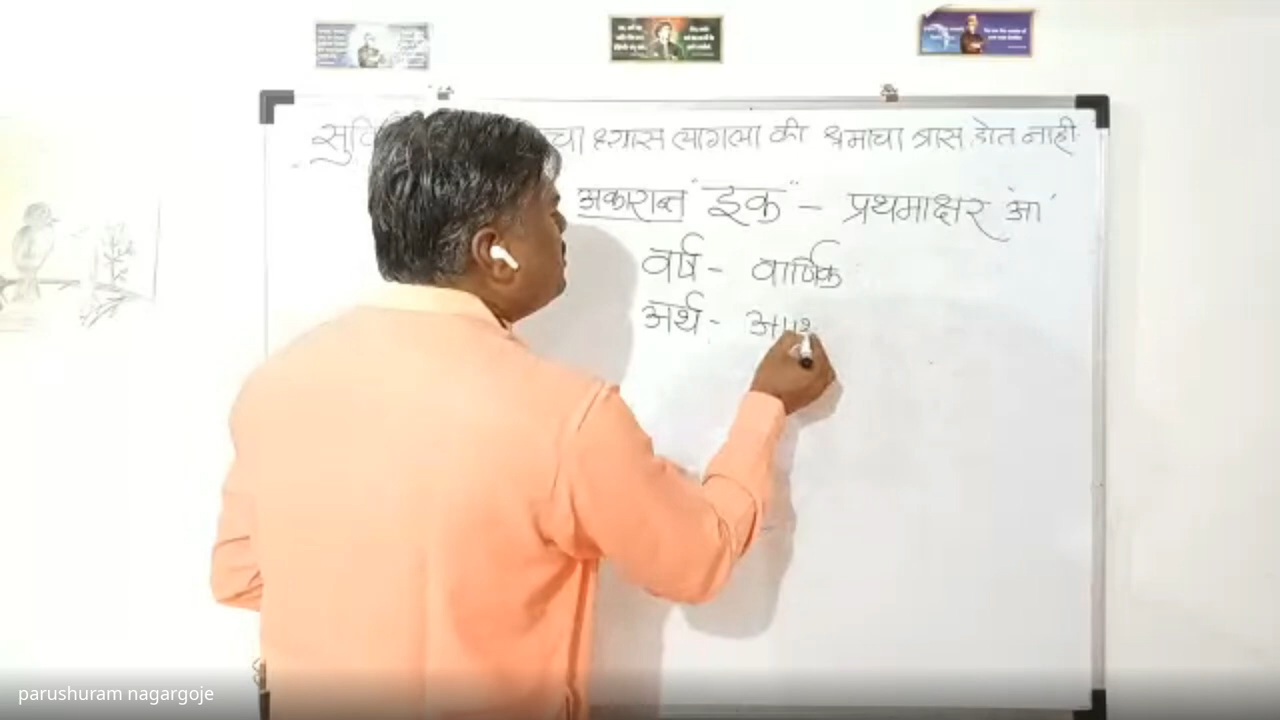 चा ध्यास लागला की श्रमाचा त्रास होत नाही
अकारान्त "इक" - प्रथमाक्षर 'आ'
वर्ष - वार्षिक
अर्थ -
parushuram nagargoje